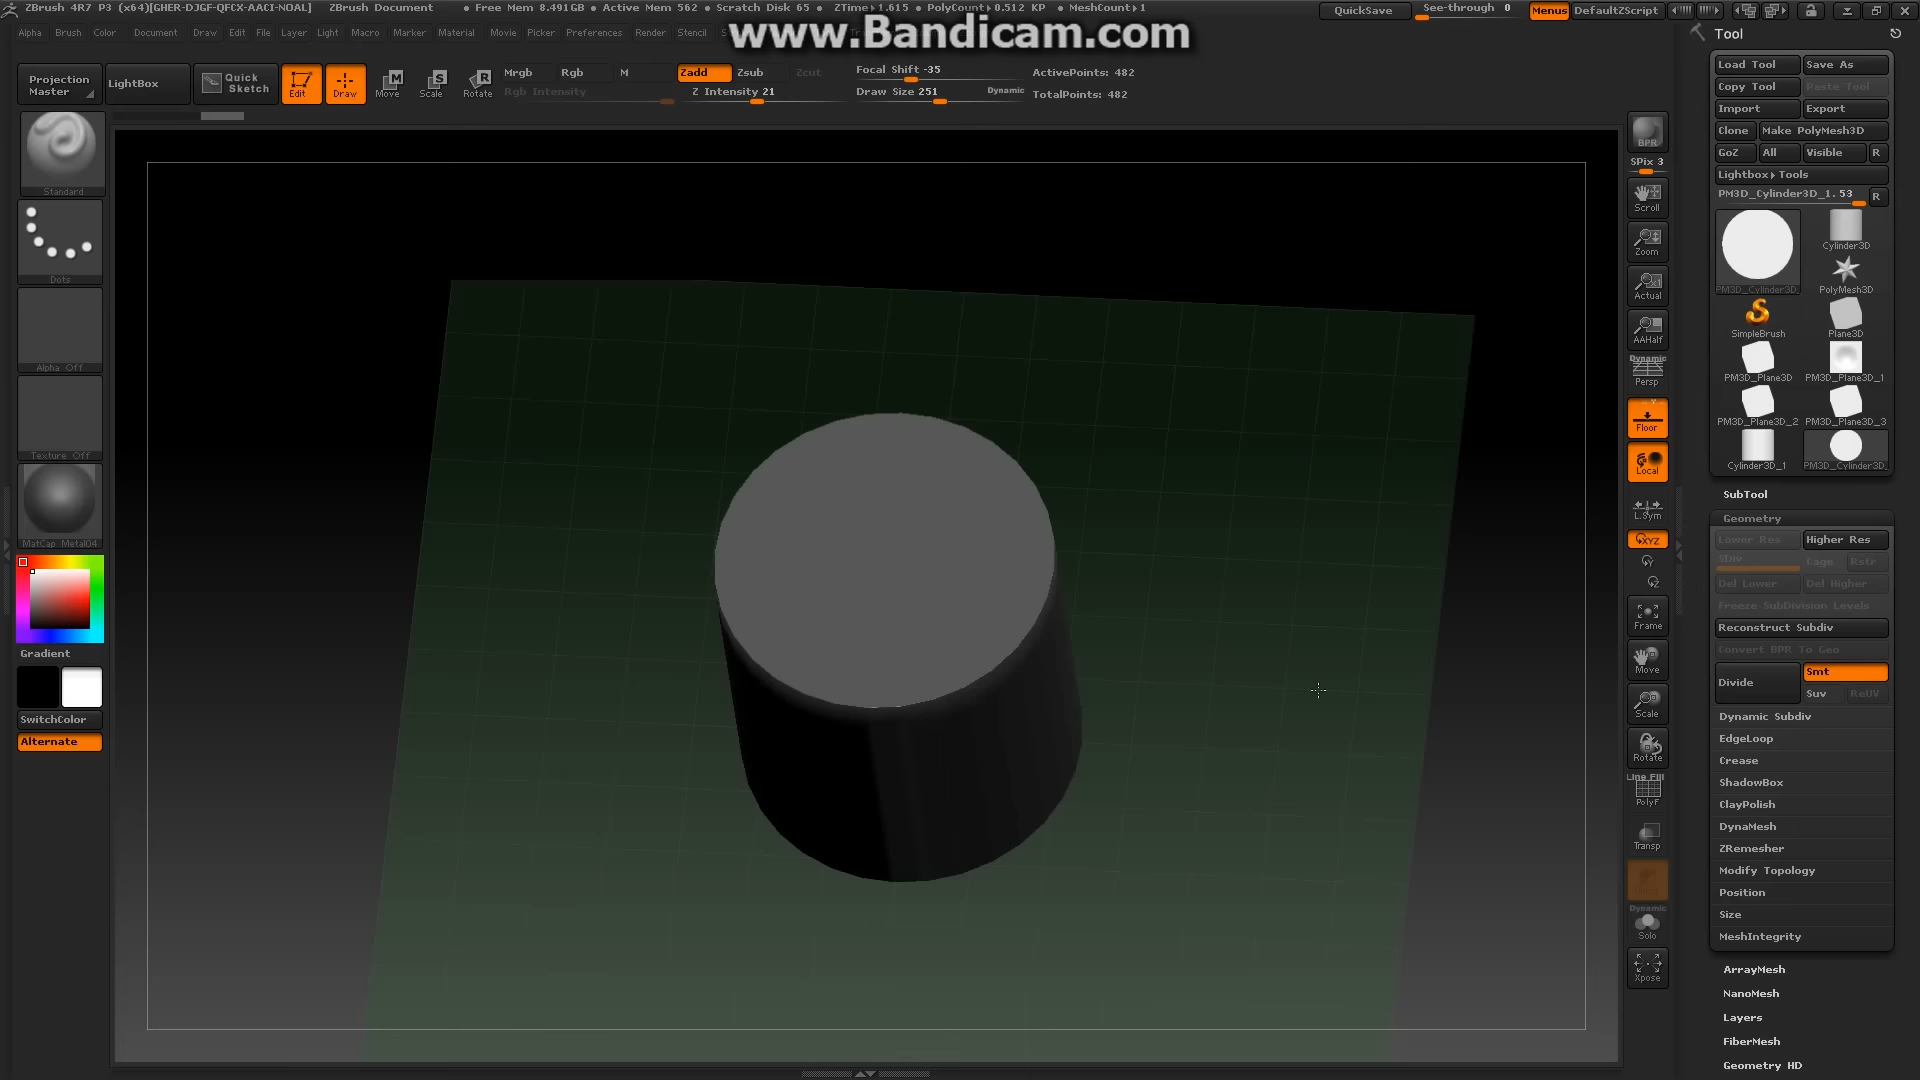 ZBrush 4R7 P3 (x64)[GHER-DJGF-QFCX-AACI-NOAL] ZBrush Document • Free Mem 8.491GB • Active Mem 562 • Scratch Disk 65 • ZTime▸1.615 • PolyCount▸0.512 KP • MeshCount▸1 QuickSave See-through 0 Menus DefaultZScript
Alpha Brush Color Document Draw Edit File Layer Light Macro Marker Material Movie Picker Preferences Render Stencil
www.Bandicam.com
Tool
Projection Master
LightBox
Quick Sketch
Edit
Draw
Move
Scale
Rotate
Mrgb Rgb M
Rgb Intensity
Zadd Zsub Zcut
Z Intensity 21
Focal Shift -35
Draw Size 251 Dynamic
ActivePoints: 482
TotalPoints: 482
Standard
Dots
Alpha Off
Texture Off
MatCap Metal04
Gradient
SwitchColor
Alternate
BPR
SPix 3
Scroll
Zoom
Actual
AAHalf
Dynamic
Persp
Floor
Local
L.Sym
XYZ
Y
Z
Frame
Move
Scale
Rotate
Line Fill
PolyF
Transp
Dynamic
Solo
Xpose
Load Tool Save As
Copy Tool Paste Tool
Import Export
Clone Make PolyMesh3D
GoZ All Visible R
Lightbox▸Tools
PM3D_Cylinder3D_1. 53 R
PM3D_Cylinder3D_ Cylinder3D
PolyMesh3D
SimpleBrush Plane3D
PM3D_Plane3D PM3D_Plane3D_1
PM3D_Plane3D_2 PM3D_Plane3D_3
Cylinder3D_1 PM3D_Cylinder3D_
SubTool
Geometry
Lower Res Higher Res
SDiv Cage Rstr
Del Lower Del Higher
Freeze SubDivision Levels
Reconstruct Subdiv
Convert BPR To Geo
Divide Smt
Suv ReUV
Dynamic Subdiv
EdgeLoop
Crease
ShadowBox
ClayPolish
DynaMesh
ZRemesher
Modify Topology
Position
Size
MeshIntegrity
ArrayMesh
NanoMesh
Layers
FiberMesh
Geometry HD